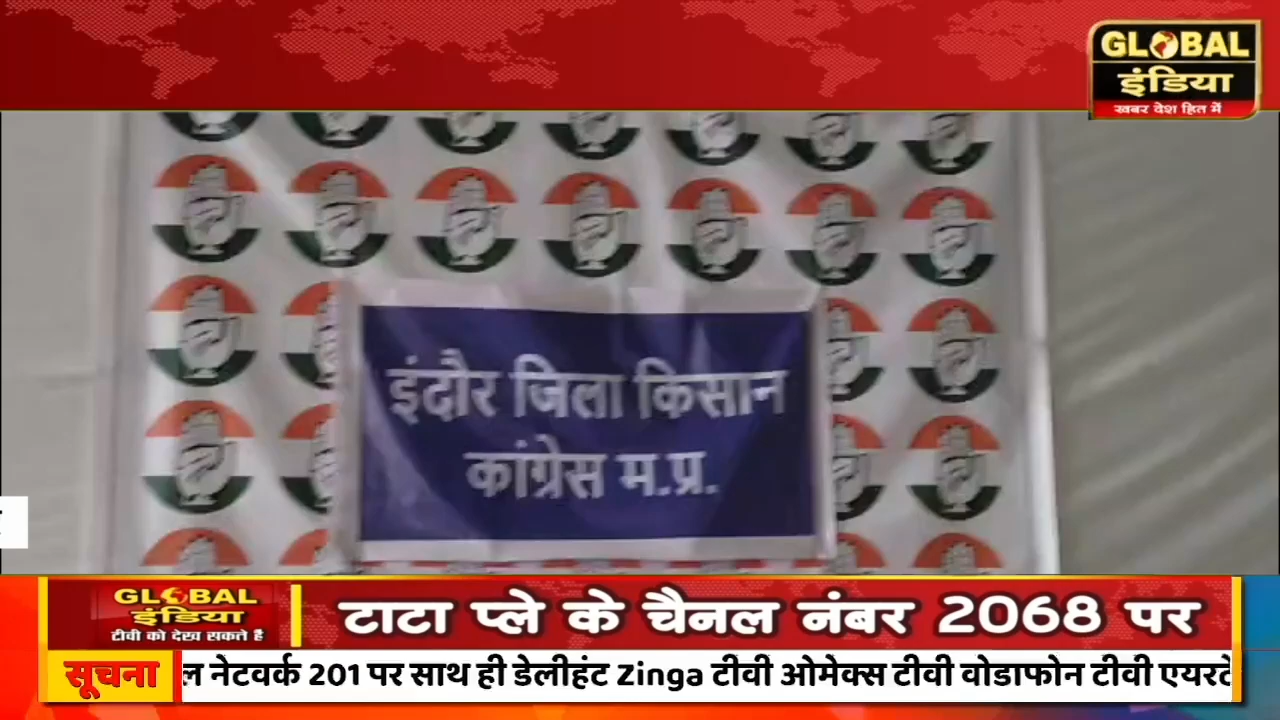 GLOBAL
इंडिया
खबर देश हित में
इंदौर जिला किसान
कांग्रेस म.प्र.
GLOBAL
इंडिया
टीवी को देख सकते है
टाटा प्ले के चैनल नंबर 2068 पर
सूचना
ल नेटवर्क 201 पर साथ ही डेलीहंट Zinga टीवी ओमेक्स टीवी वोडाफोन टीवी एयरटे